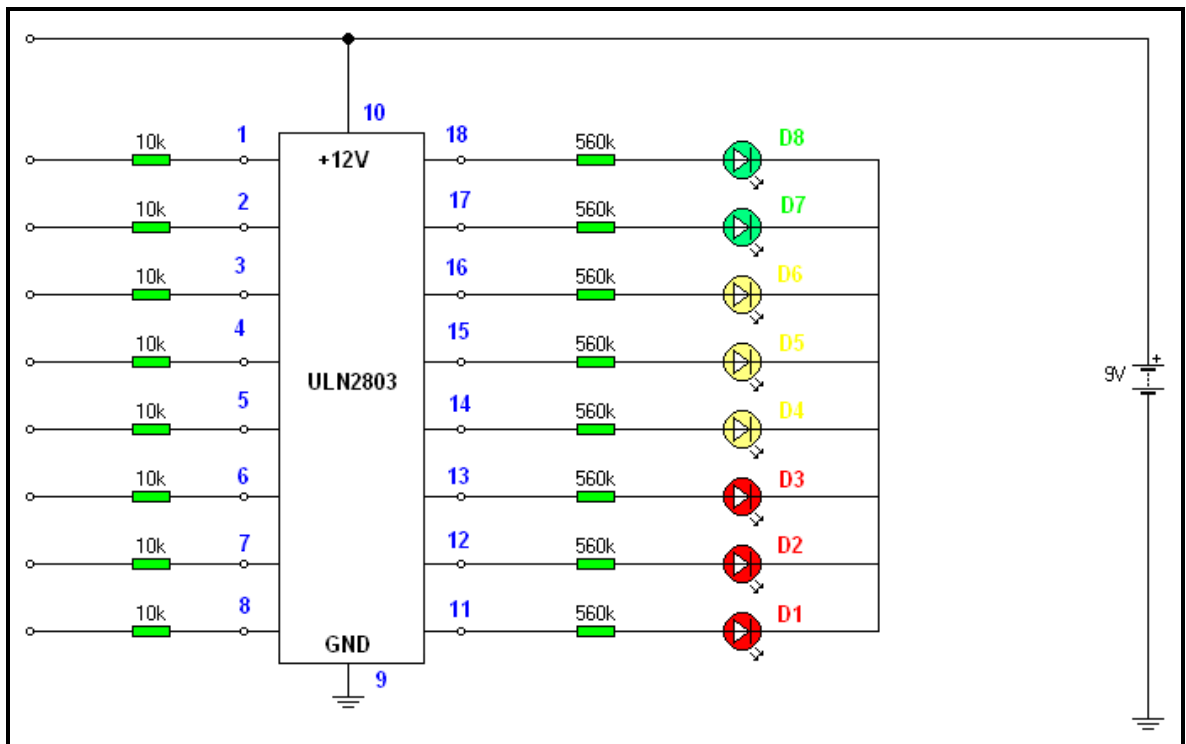 10
10k 1 +12V 18 560k D8
10k 2 17 560k D7
10k 3 16 560k D6
10k 4 15 560k D5
9V +
ULN2803
10k 5 14 560k D4
10k 6 13 560k D3
10k 7 12 560k D2
10k 8 11 560k D1
GND
9